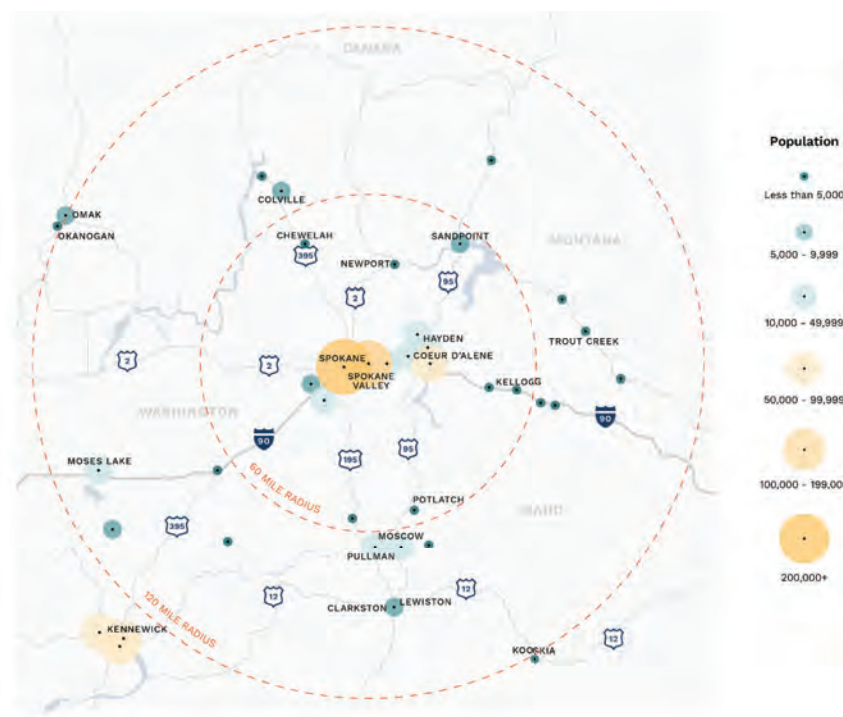 CANADA
Population
Less than 5,000
COLVILLE
OMAK
OKANOGAN
CHEWELAH
SANDPOINT
MONTANA
5,000 - 9,999
395
NEWPORT
95
2
10,000 - 49,999
HAYDEN
TROUT CREEK
2
2
SPOKANE
COEUR D'ALENE
SPOKANE
VALLEY
KELLOGG
50,000 - 99,999
WASHINGTON
90
90
MOSES LAKE
195
95
60 MILE RADIUS
100,000 - 199,00
POTLATCH
IDAHO
395
MOSCOW
PULLMAN
200,000+
12
12
120 MILE RADIUS
CLARKSTON
LEWISTON
KENNEWICK
12
KOOSKIA